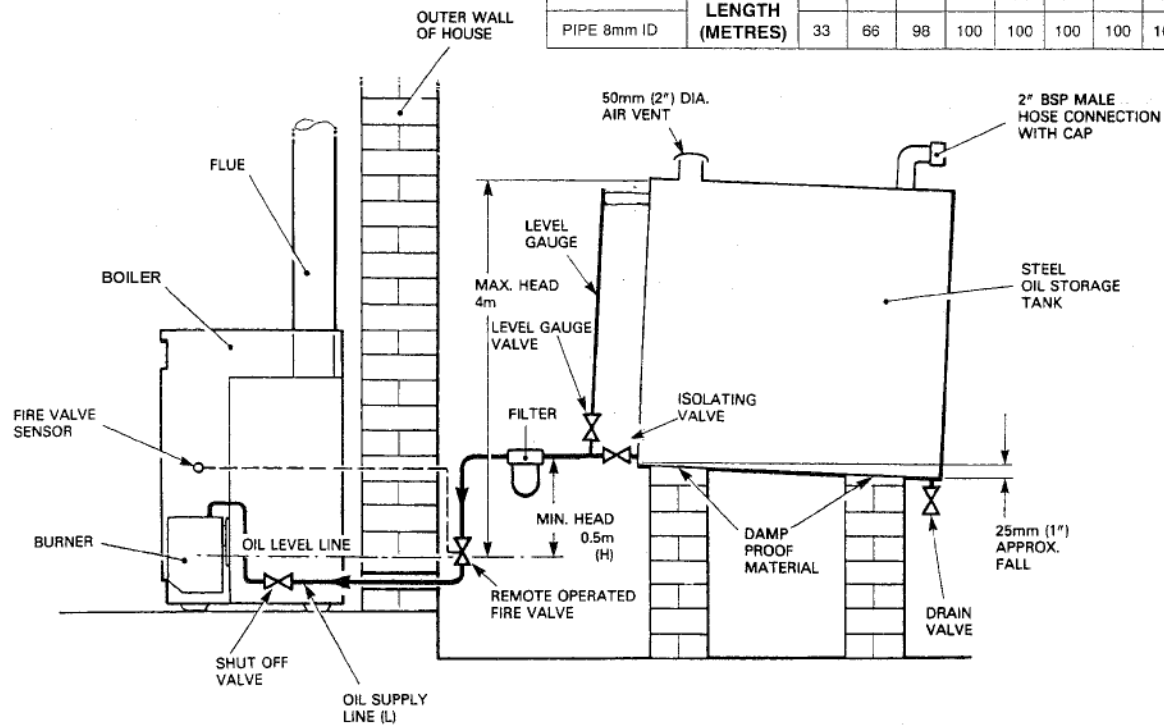 LENGTH
(METRES)
PIPE 8mm ID
33
66
98
100
100
100
100
OUTER WALL
OF HOUSE
50mm (2") DIA.
AIR VENT
2" BSP MALE
HOSE CONNECTION
WITH CAP
FLUE
LEVEL
GAUGE
BOILER
MAX. HEAD
4m
STEEL
OIL STORAGE
TANK
LEVEL GAUGE
VALVE
ISOLATING
VALVE
FILTER
FIRE VALVE
SENSOR
MIN. HEAD
0.5m
(H)
DAMP
PROOF
MATERIAL
25mm (1")
APPROX.
FALL
BURNER
OIL LEVEL LINE
REMOTE OPERATED
FIRE VALVE
DRAIN
VALVE
SHUT OFF
VALVE
OIL SUPPLY
LINE (L)